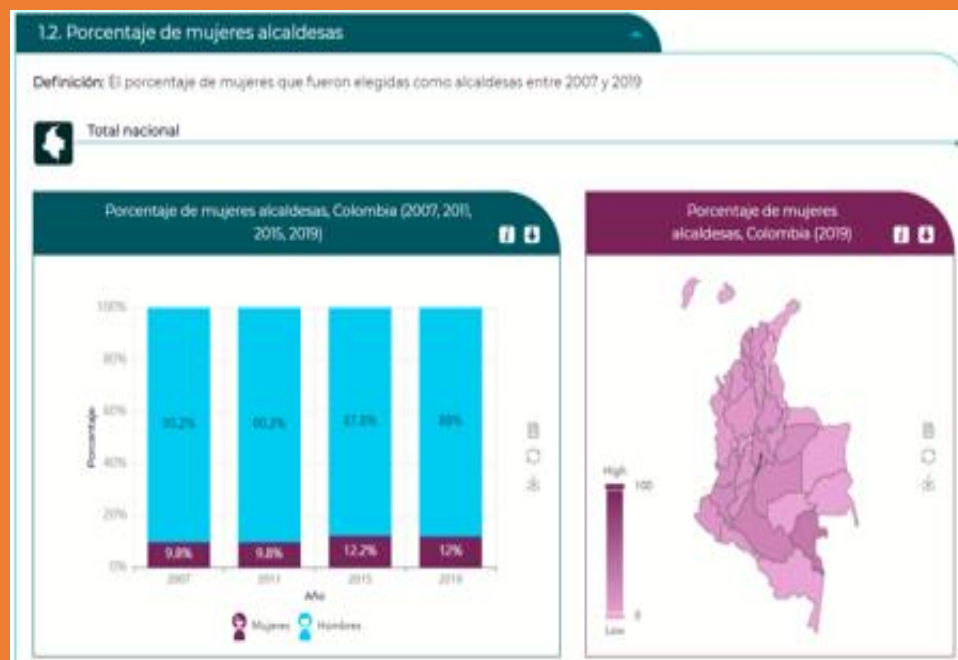 1.2. Porcentaje de mujeres alcaldesas
Definición: El porcentaje de mujeres que fueron elegidas como alcaldesas entre 2007 y 2019
Total nacional
Porcentaje de mujeres alcaldesas, Colombia (2007, 2011,
2015, 2019)
100%
80%
60%
40%
20%
0%
Porcentaje
90.2%
90.2%
87.8%
88%
9.8%
9.8%
12.2%
12%
2007
2011
2015
2019
Año
Mujeres
Hombres
Porcentaje de mujeres
alcaldesas, Colombia (2019)
High
100
0
Low